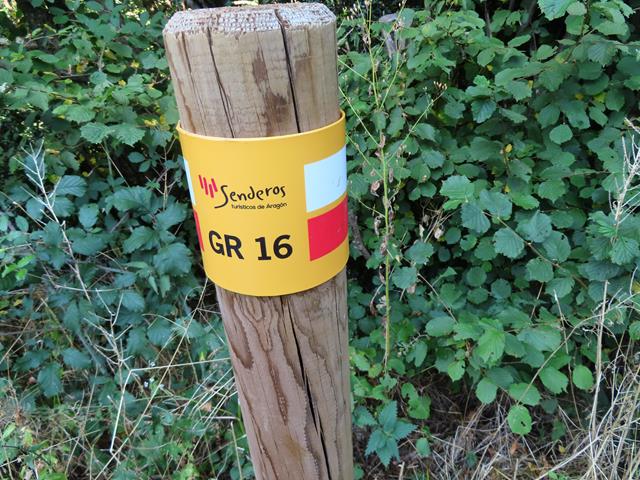 Senderos
turísticos de Aragón
GR 16